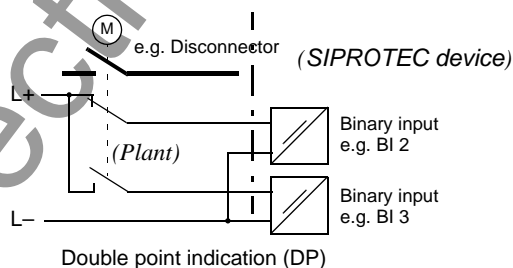 M
e.g. Disconnector
(SIPROTEC device)
L+
Binary input
e.g. BI 2
(Plant)
Binary input
e.g. BI 3
L–
Double point indication (DP)